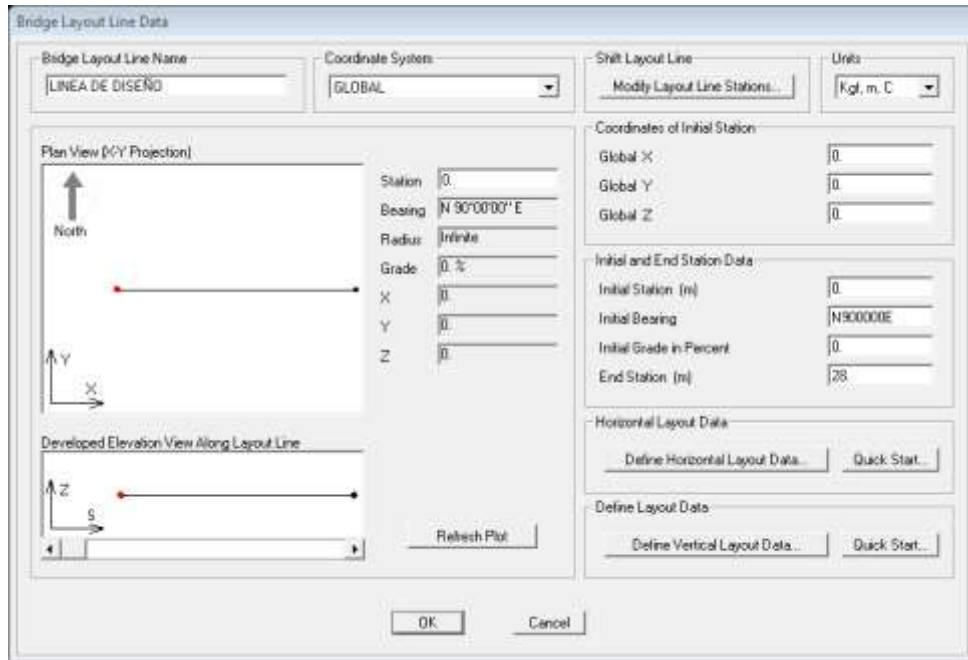 Bridge Layout Line Data
Bridge Layout Line Name
LINEA DE DISEÑO
Coordinate System
GLOBAL
Shift Layout Line
Modify Layout Line Stations...
Units
Kgf, m, C
Plan View (X-Y Projection)
North
Y
X
Station 0.
Bearing N 90°00'00" E
Radius Infinite
Grade 0. %
X 0.
Y 0.
Z 0.
Coordinates of Initial Station
Global X 0.
Global Y 0.
Global Z 0.
Initial and End Station Data
Initial Station (m) 0.
Initial Bearing N900000E
Initial Grade in Percent 0.
End Station (m) 28.
Developed Elevation View Along Layout Line
Z
S
Refresh Plot
Horizontal Layout Data
Define Horizontal Layout Data... Quick Start...
Define Layout Data
Define Vertical Layout Data... Quick Start...
OK Cancel